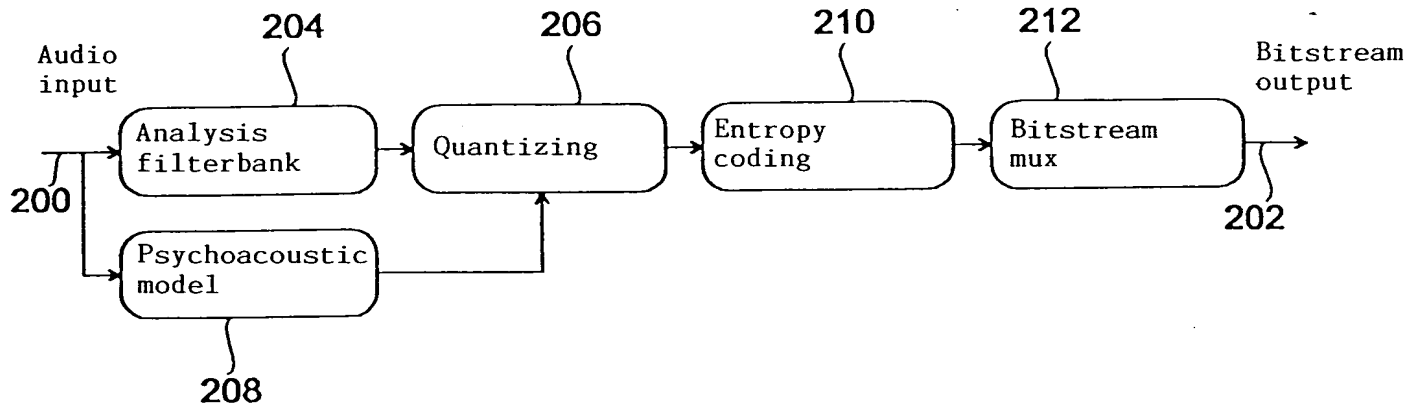 204
206
210
212
Audio
input
Bitstream
output
Analysis
filterbank
Quantizing
Entropy
coding
Bitstream
mux
200
202
Psychoacoustic
model
208